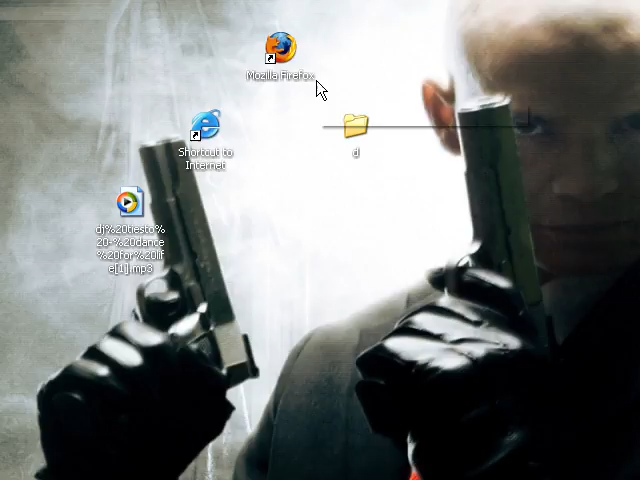 Mozilla Firefox
Shortcut to
Internet
d
dj%20tiesto%
20-%20dance
%20for%20lif
e[1].mp3